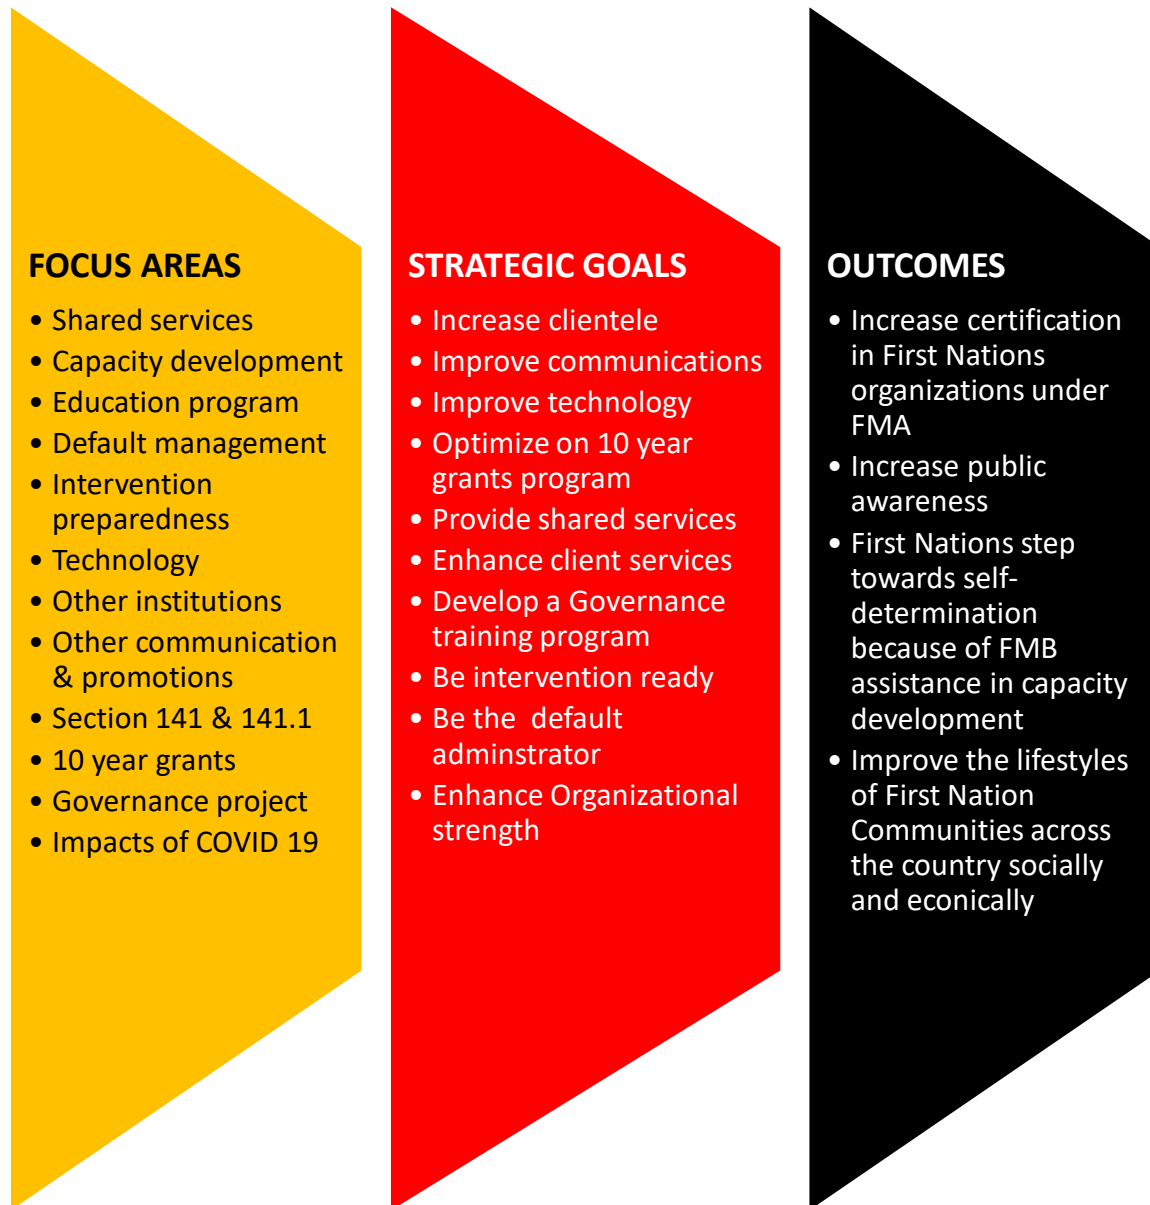 FOCUS AREAS
• Shared services
• Capacity development
• Education program
• Default management
• Intervention
preparedness
• Technology
• Other institutions
• Other communication
& promotions
• Section 141 & 141.1
• 10 year grants
• Governance project
• Impacts of COVID 19
STRATEGIC GOALS
• Increase clientele
• Improve communications
• Improve technology
• Optimize on 10 year
grants program
• Provide shared services
• Enhance client services
• Develop a Governance
training program
• Be intervention ready
• Be the  default
adminstrator
• Enhance Organizational
strength
OUTCOMES
• Increase certification
in First Nations
organizations under
FMA
• Increase public
awareness
• First Nations step
towards self-
determination
because of FMB
assistance in capacity
development
• Improve the lifestyles
of First Nation
Communities across
the country socially
and econically